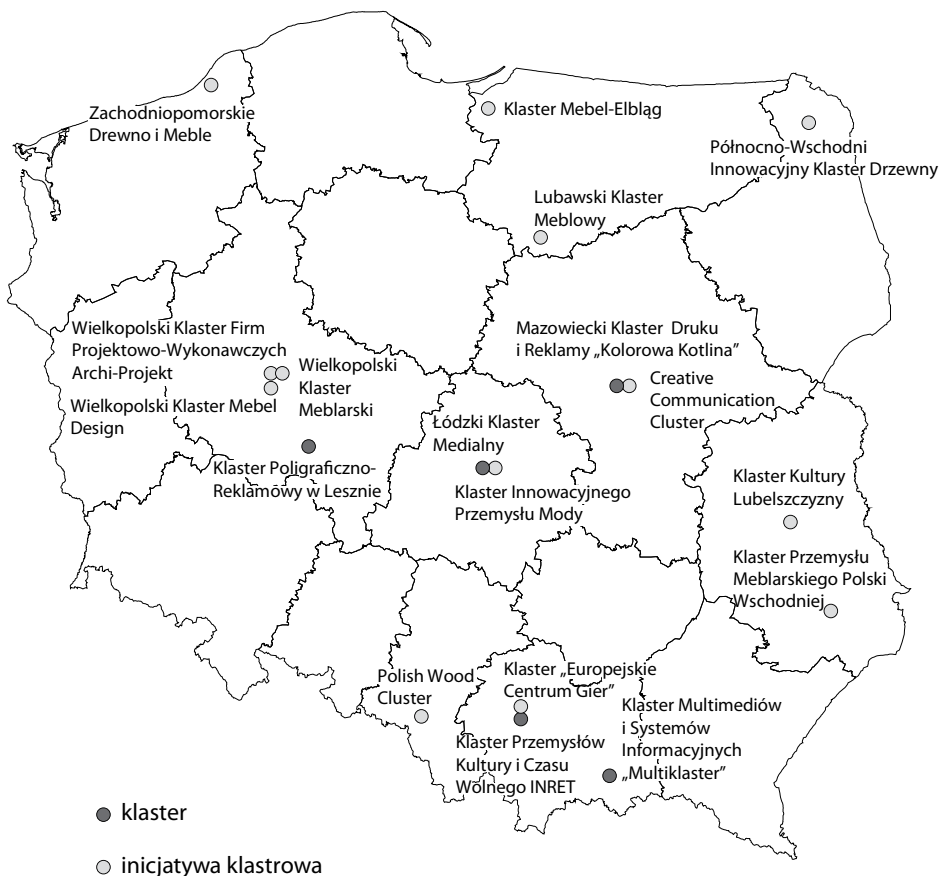 Zachodniopomorskie
Drewno i Meble
Klaster Mebel-Elbląg
Północno-Wschodni
Innowacyjny Klaster Drzewny
Lubawski Klaster
Meblowy
Wielkopolski Klaster Firm
Projektowo-Wykonawczych
Archi-Projekt
Wielkopolski
Klaster
Meblarski
Wielkopolski Klaster Mebel
Design
Klaster Poligraficzno-
Reklamowy w Lesznie
Mazowiecki Klaster Druku
i Reklamy „Kolorowa Kotlina”
Creative
Communication
Cluster
Łódzki Klaster
Medialny
Klaster Innowacyjnego
Przemysłu Mody
Klaster Kultury
Lubelszczyzny
Klaster Przemysłu
Meblarskiego Polski
Wschodniej
Polish Wood
Cluster
Klaster „Europejskie
Centrum Gier”
Klaster Przemysłów
Kultury i Czasu
Wolnego INRET
Klaster Multimediów
i Systemów
Informacyjnych
„Multiklaster”
klaster
inicjatywa klastrowa